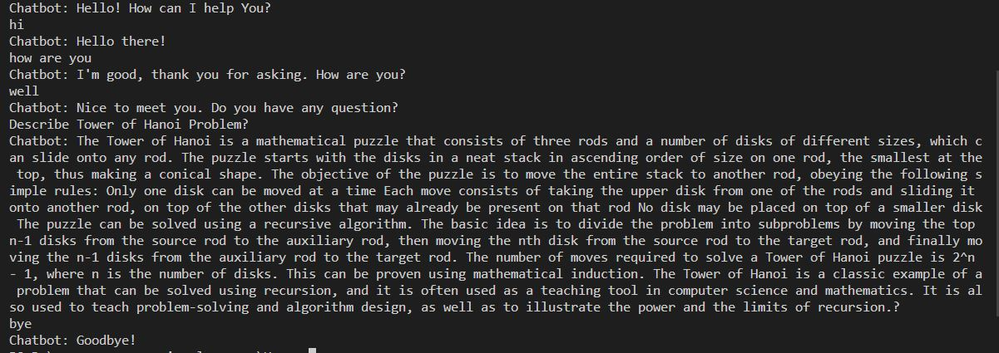 Chatbot: Hello! How can I help You?
hi
Chatbot: Hello there!
how are you
Chatbot: I'm good, thank you for asking. How are you?
well
Chatbot: Nice to meet you. Do you have any question?
Describe Tower of Hanoi Problem?
Chatbot: The Tower of Hanoi is a mathematical puzzle that consists of three rods and a number of disks of different sizes, which c
an slide onto any rod. The puzzle starts with the disks in a neat stack in ascending order of size on one rod, the smallest at the
 top, thus making a conical shape. The objective of the puzzle is to move the entire stack to another rod, obeying the following s
imple rules: Only one disk can be moved at a time Each move consists of taking the upper disk from one of the rods and sliding it
onto another rod, on top of the other disks that may already be present on that rod No disk may be placed on top of a smaller disk
 The puzzle can be solved using a recursive algorithm. The basic idea is to divide the problem into subproblems by moving the top
n-1 disks from the source rod to the auxiliary rod, then moving the nth disk from the source rod to the target rod, and finally mo
ving the n-1 disks from the auxiliary rod to the target rod. The number of moves required to solve a Tower of Hanoi puzzle is 2^n
- 1, where n is the number of disks. This can be proven using mathematical induction. The Tower of Hanoi is a classic example of a
 problem that can be solved using recursion, and it is often used as a teaching tool in computer science and mathematics. It is al
so used to teach problem-solving and algorithm design, as well as to illustrate the power and the limits of recursion.?
bye
Chatbot: Goodbye!